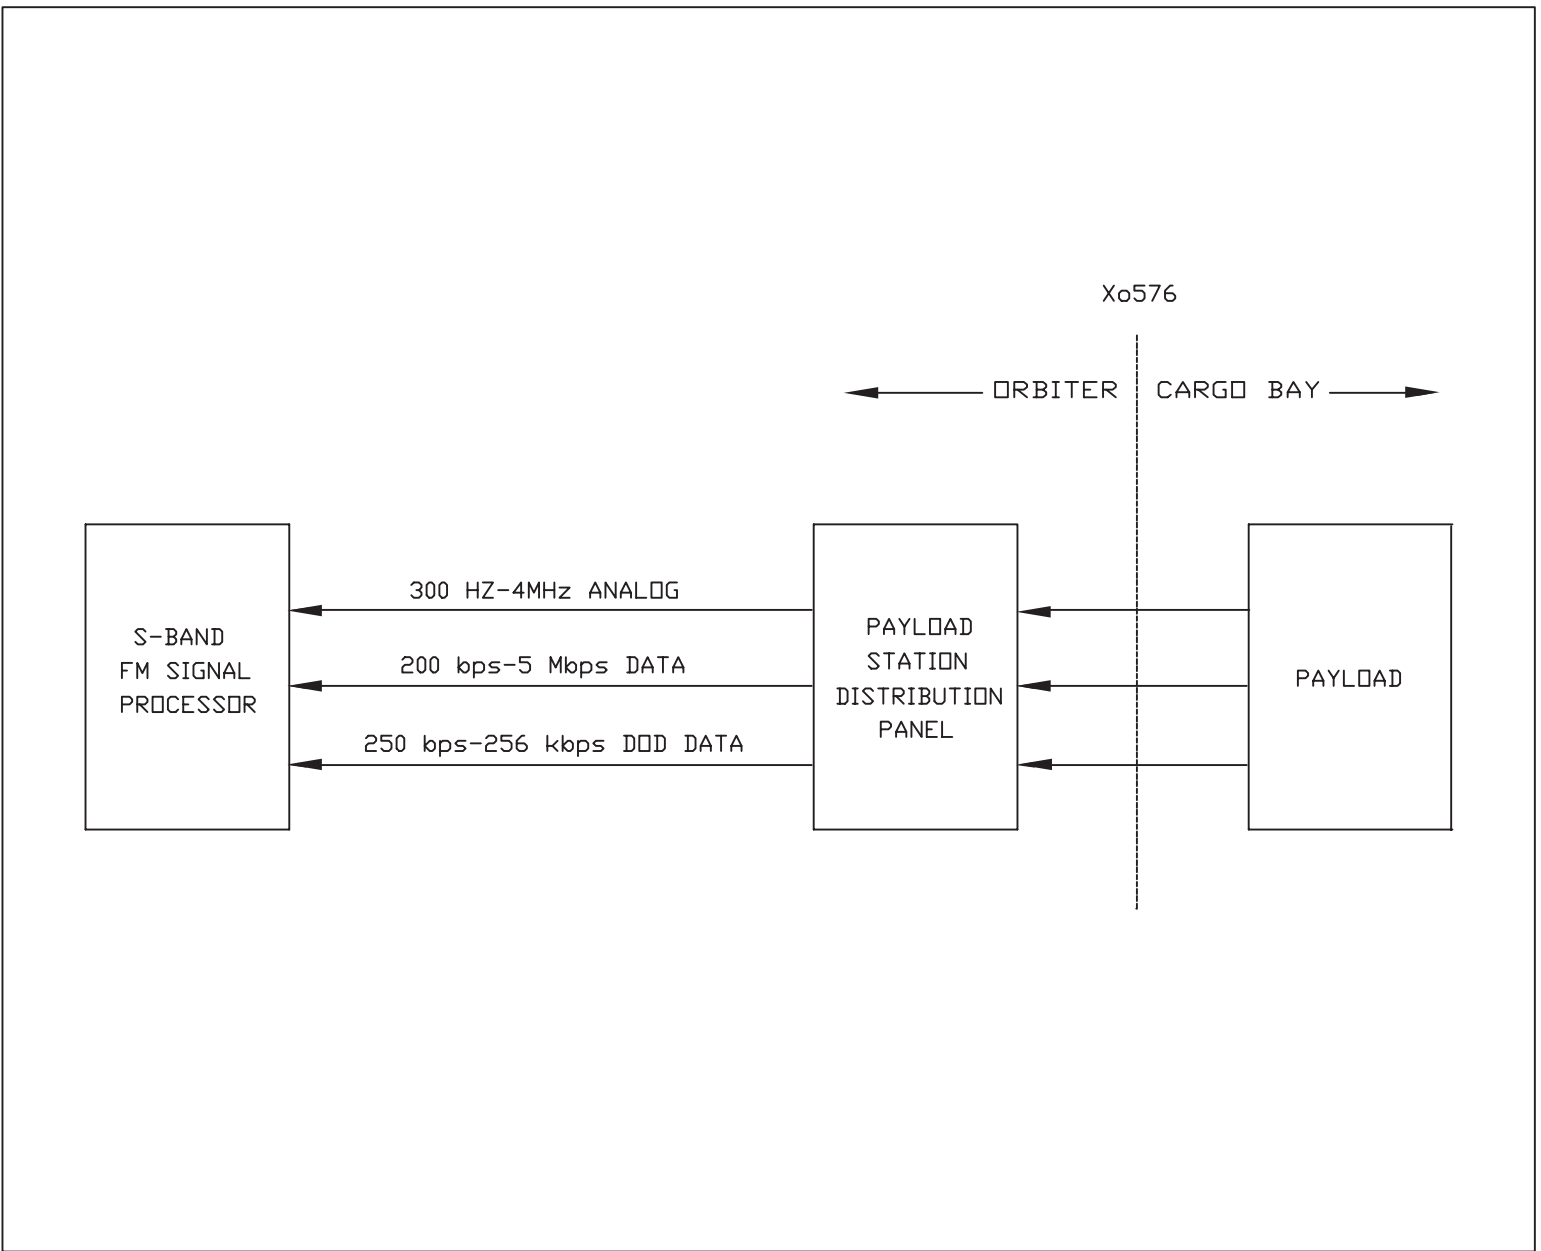 Xo576
ORBITER CARGO BAY
300 HZ-4MHz ANALOG
S-BAND
FM SIGNAL
PROCESSOR
200 bps-5 Mbps DATA
250 bps-256 kbps DOD DATA
PAYLOAD
STATION
DISTRIBUTION
PANEL
PAYLOAD